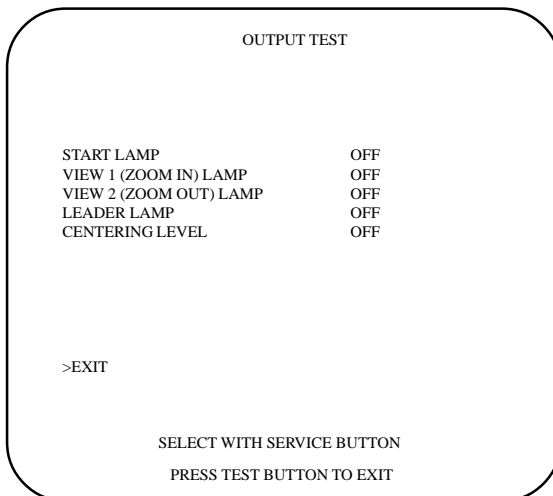 OUTPUT TEST
START LAMP OFF
VIEW 1 (ZOOM IN) LAMP OFF
VIEW 2 (ZOOM OUT) LAMP OFF
LEADER LAMP OFF
CENTERING LEVEL OFF
>EXIT
SELECT WITH SERVICE BUTTON
PRESS TEST BUTTON TO EXIT